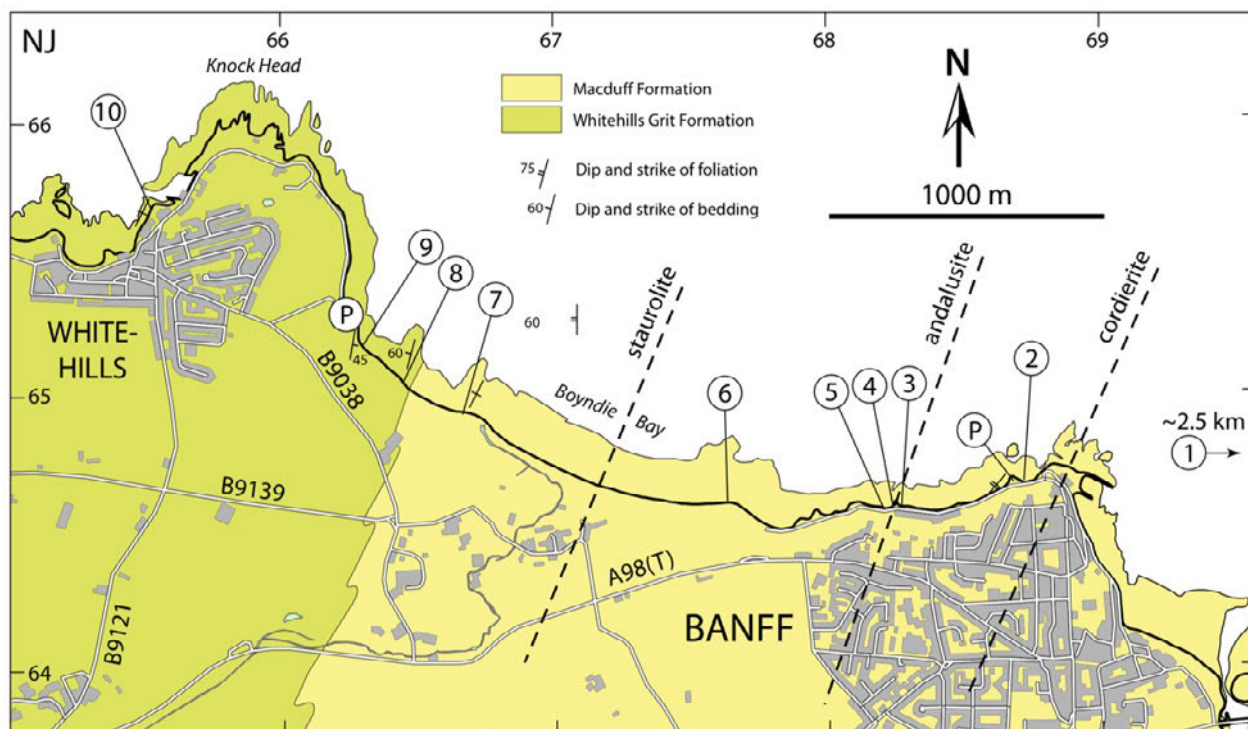 NJ
66
67
68
69
Knock Head
Macduff Formation
Whitehills Grit Formation
75
Dip and strike of foliation
60
Dip and strike of bedding
N
1000 m
66
10
9
8
7
60
staurolite
andalusite
cordierite
P
WHITE-
HILLS
45
60
B9038
65
Boyndie Bay
6
5
4
3
P
2
~2.5 km
1
B9139
A98(T)
BANFF
B9121
64